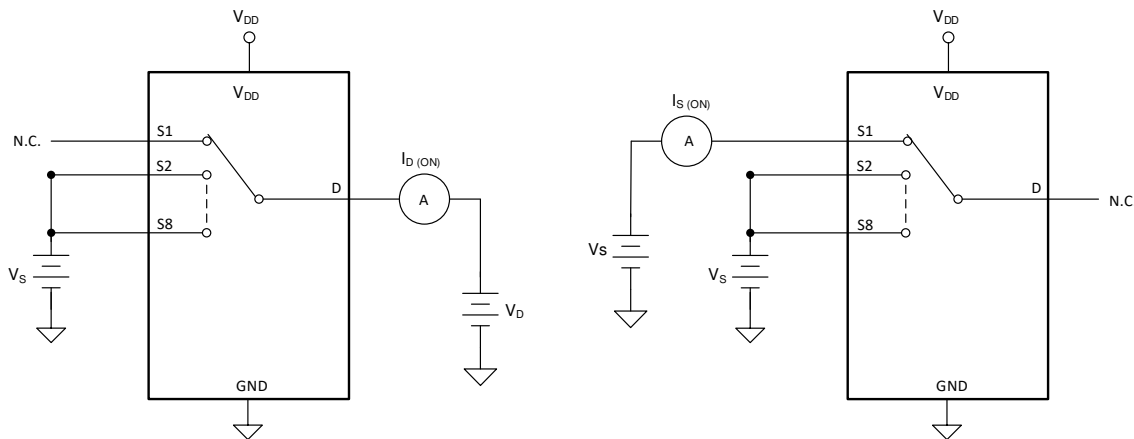 VDD
VDD
N.C.
S1
S2
S8
VS
D
ID (ON)
A
VD
GND
VDD
VDD
IS (ON)
A
S1
S2
S8
Vs
VS
D
N.C
GND